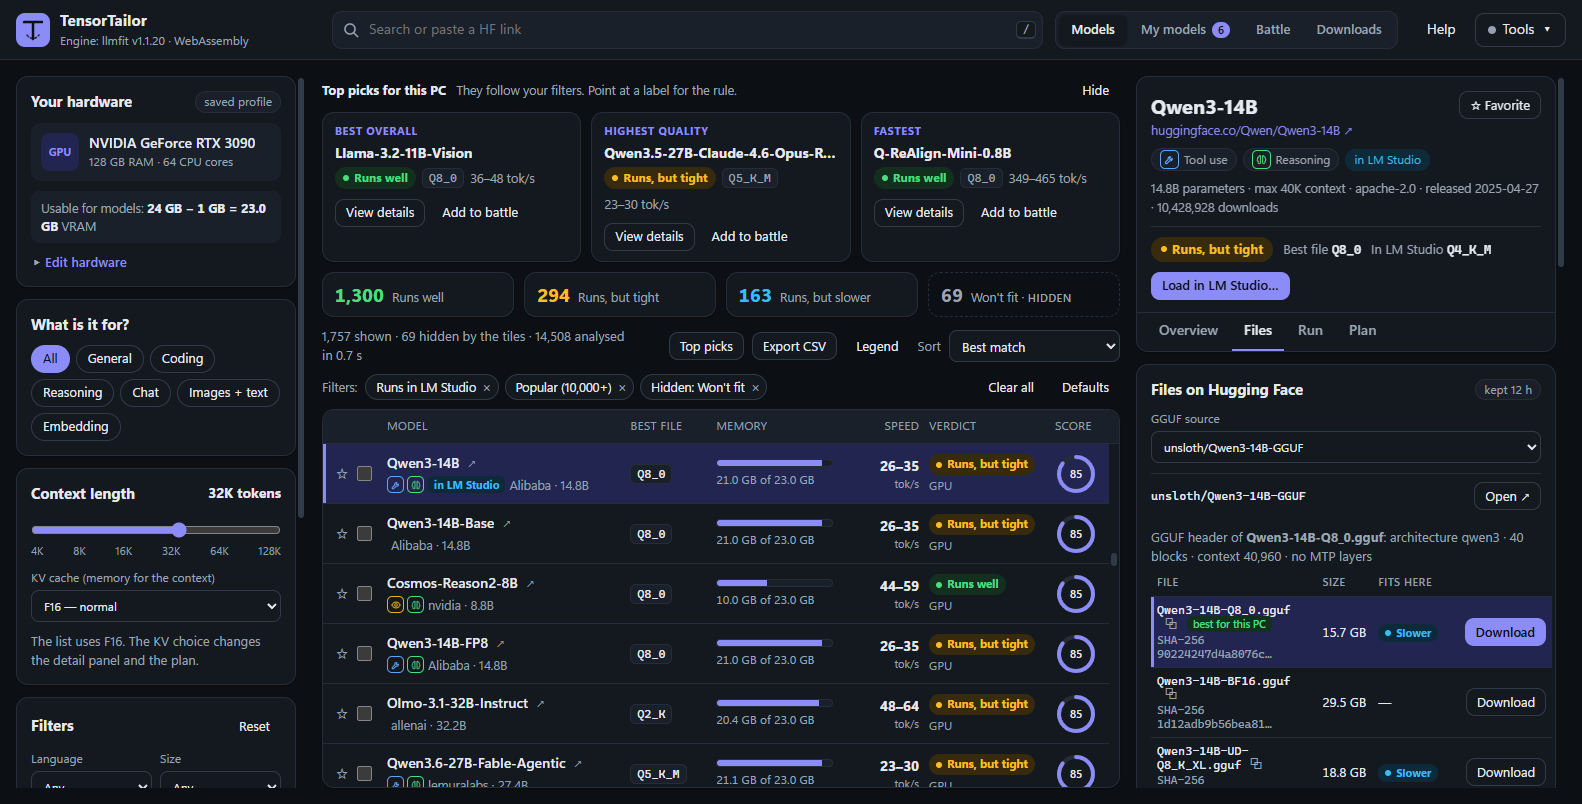 TensorTailor
Engine: llmfit v1.1.20 · WebAssembly
Search or paste a HF link
/
Models
My models 6
Battle
Downloads
Help
Tools ▾
Your hardware
saved profile
GPU
NVIDIA GeForce RTX 3090
128 GB RAM · 64 CPU cores
Usable for models: 24 GB − 1 GB = 23.0
GB VRAM
▸ Edit hardware
What is it for?
All
General
Coding
Reasoning
Chat
Images + text
Embedding
Context length
32K tokens
4K 8K 16K 32K 64K 128K
KV cache (memory for the context)
F16 — normal
The list uses F16. The KV choice changes
the detail panel and the plan.
Filters
Reset
Language
Size
Any
Any
Top picks for this PC They follow your filters. Point at a label for the rule.
Hide
BEST OVERALL
Llama-3.2-11B-Vision
Runs well Q8_0 36–48 tok/s
View details Add to battle
HIGHEST QUALITY
Qwen3.5-27B-Claude-4.6-Opus-R...
Runs, but tight Q5_K_M
23–30 tok/s
View details Add to battle
FASTEST
Q-ReAlign-Mini-0.8B
Runs well Q8_0 349–465 tok/s
View details Add to battle
1,300 Runs well
294 Runs, but tight
163 Runs, but slower
69 Won't fit · HIDDEN
1,757 shown · 69 hidden by the tiles · 14,508 analysed
in 0.7 s
Top picks
Export CSV
Legend
Sort
Best match
Filters:
Runs in LM Studio ×
Popular (10,000+) ×
Hidden: Won't fit ×
Clear all
Defaults
MODEL BEST FILE MEMORY SPEED VERDICT SCORE
Qwen3-14B ↗
in LM Studio Alibaba · 14.8B
Q8_0
21.0 GB of 23.0 GB
26–35
tok/s
Runs, but tight
GPU
85
Qwen3-14B-Base ↗
Alibaba · 14.8B
Q8_0
21.0 GB of 23.0 GB
26–35
tok/s
Runs, but tight
GPU
85
Cosmos-Reason2-8B ↗
nvidia · 8.8B
Q8_0
10.0 GB of 23.0 GB
44–59
tok/s
Runs well
GPU
85
Qwen3-14B-FP8 ↗
Alibaba · 14.8B
Q8_0
21.0 GB of 23.0 GB
26–35
tok/s
Runs, but tight
GPU
85
Olmo-3.1-32B-Instruct ↗
allenai · 32.2B
Q2_K
20.4 GB of 23.0 GB
48–64
tok/s
Runs, but tight
GPU
85
Qwen3.6-27B-Fable-Agentic ↗
lemuralabs · 27.4B
Q5_K_M
21.1 GB of 23.0 GB
23–30
tok/s
Runs, but tight
GPU
85
Qwen3-14B
☆ Favorite
huggingface.co/Qwen/Qwen3-14B ↗
Tool use
Reasoning
in LM Studio
14.8B parameters · max 40K context · apache-2.0 · released 2025-04-27
· 10,428,928 downloads
Runs, but tight Best file Q8_0 In LM Studio Q4_K_M
Load in LM Studio...
Overview
Files
Run
Plan
Files on Hugging Face
kept 12 h
GGUF source
unsloth/Qwen3-14B-GGUF
unsloth/Qwen3-14B-GGUF
Open ↗
GGUF header of Qwen3-14B-Q8_0.gguf: architecture qwen3 · 40
blocks · context 40,960 · no MTP layers
FILE SIZE FITS HERE
Qwen3-14B-Q8_0.gguf
best for this PC
SHA-256
90224247d4a8076c…
15.7 GB
Slower
Download
Qwen3-14B-BF16.gguf
SHA-256
1d12adb9b56bea81…
29.5 GB
—
Download
Qwen3-14B-UD-
Q8_K_XL.gguf
SHA-256
18.8 GB
Slower
Download